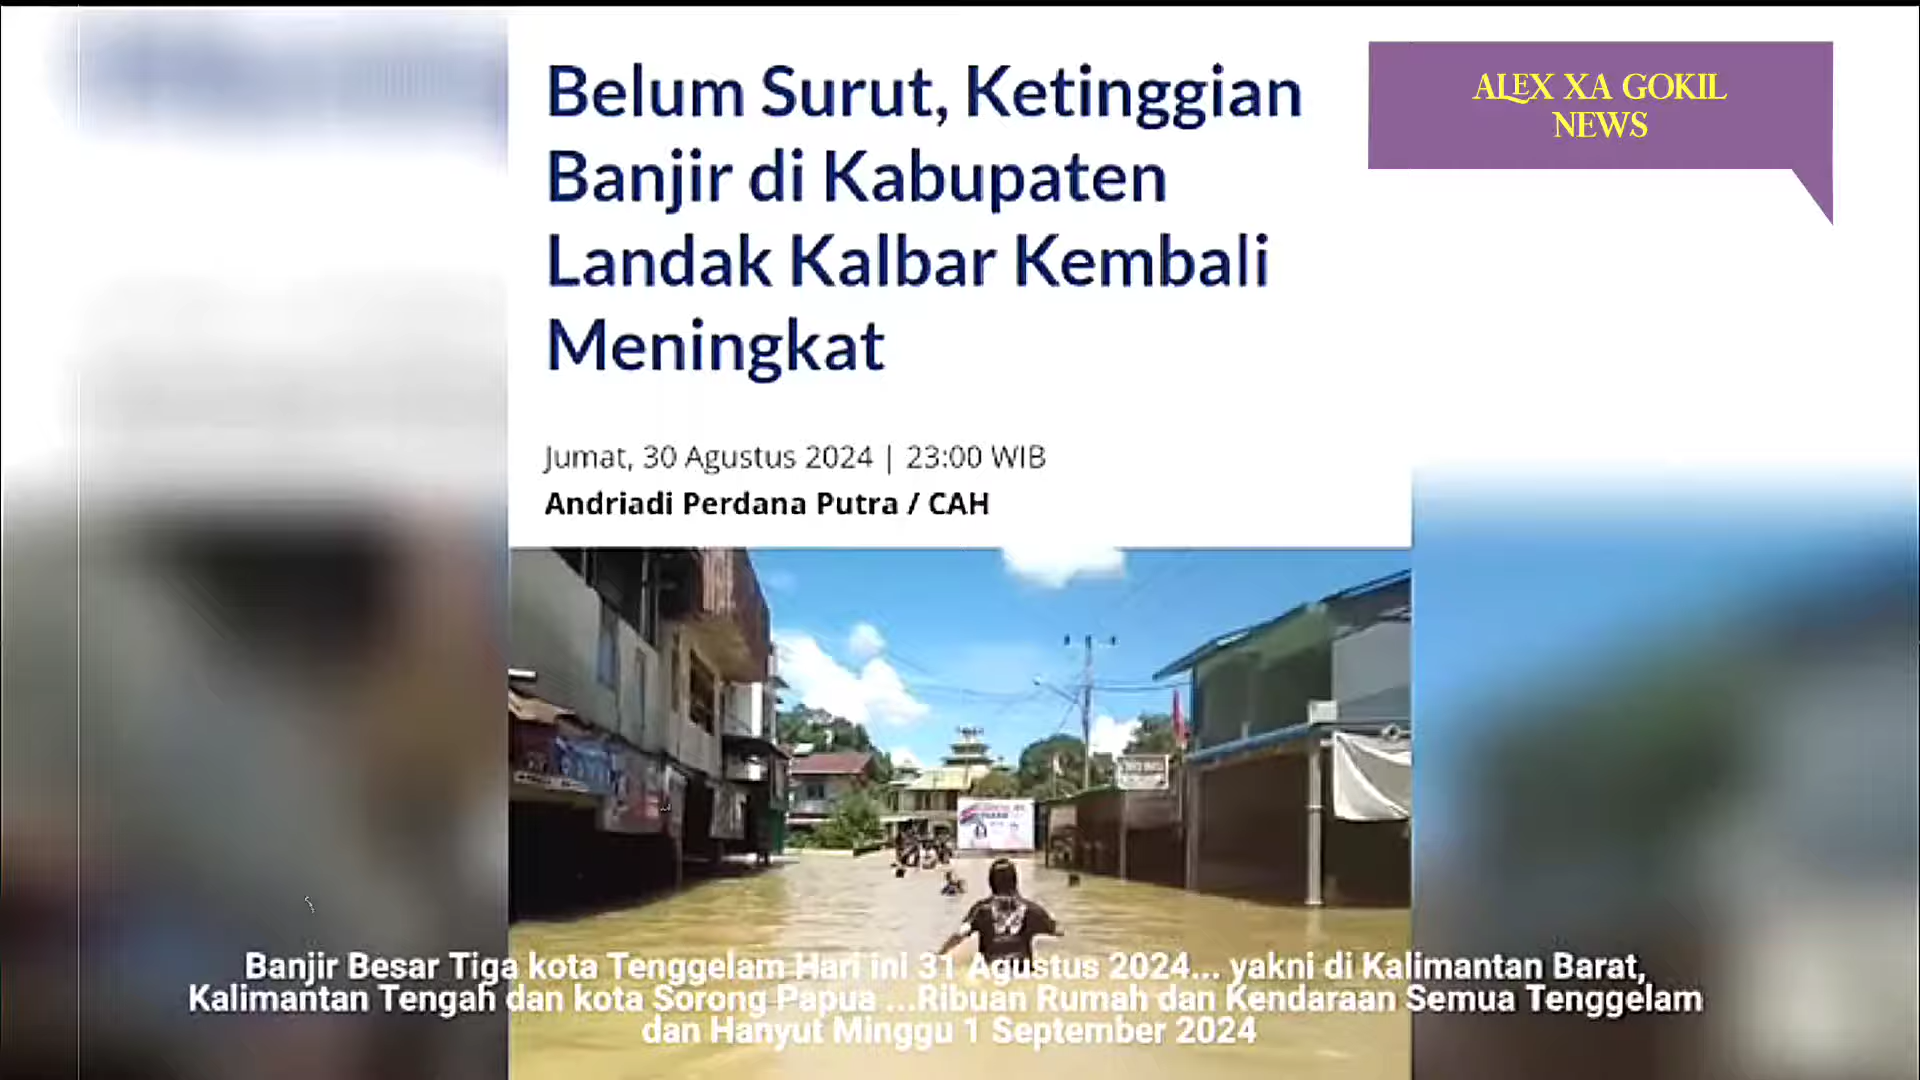 Belum Surut, Ketinggian
Banjir di Kabupaten
Landak Kalbar Kembali
Meningkat
ALEX XA GOKIL
NEWS
Jumat, 30 Agustus 2024 | 23:00 WIB
Andriadi Perdana Putra / CAH
Banjir Besar Tiga kota Tenggelam Hari ini 31 Agustus 2024... yakni di Kalimantan Barat,
Kalimantan Tengah dan kota Sorong Papua ...Ribuan Rumah dan Kendaraan Semua Tenggelam
dan Hanyut Minggu 1 September 2024